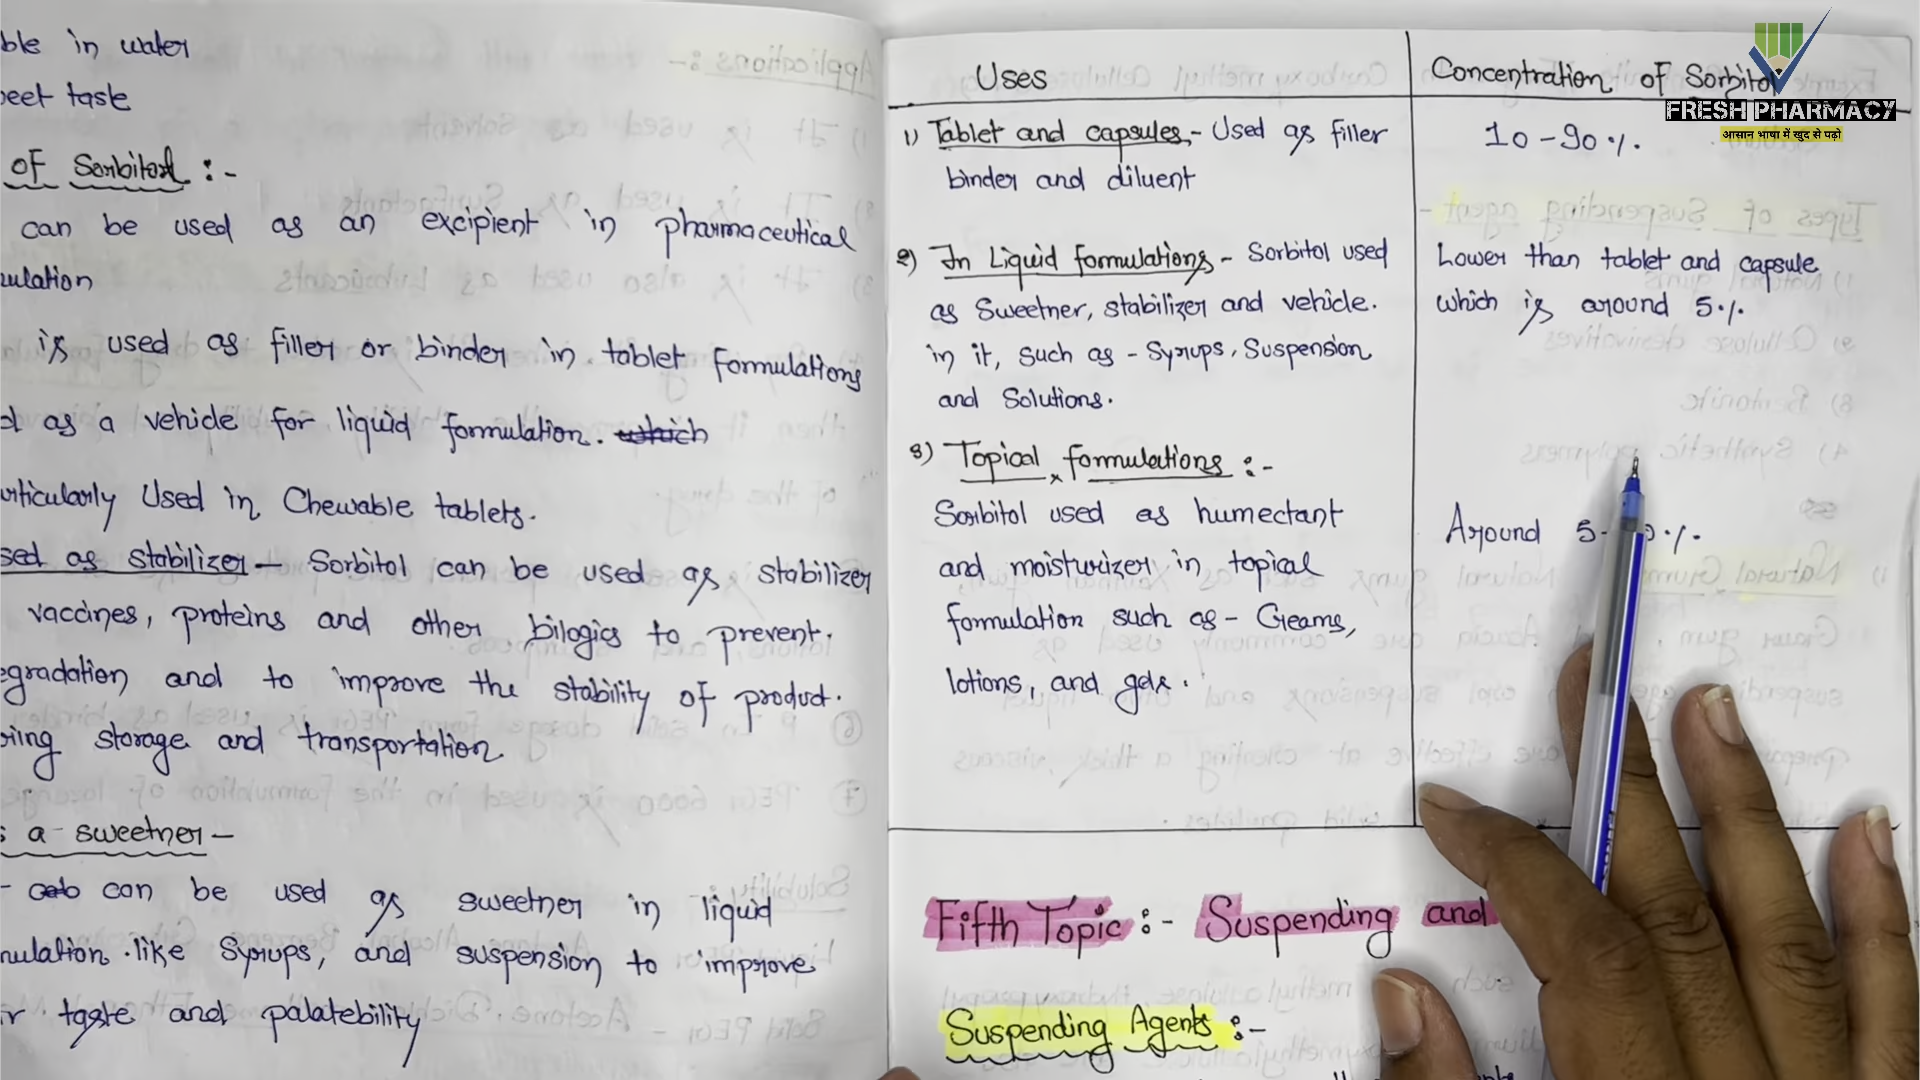 ble in water
eet taste
of Sorbitol :-
can be used as an excipient in pharmaceutical
ulation
is used as filler or binder in tablet formulations
d as a vehicle for liquid formulation. which
rticularly Used in Chewable tablets.
sed as stabilizer - Sorbitol can be used as stabilizer
vaccines, proteins and other bilogics to prevent.
egradation and to improve the stability of product.
ring storage and transportation.
s a sweetner -
- can be used as sweetner in liquid
mulation. like Syrups, and suspension to improve
r taste and palatebility
Uses
Concentration of Sorbitol
1) Tablet and capsules - Used as filler
binder and diluent
10 - 90 %.
2) In Liquid formulations - Sorbitol used
as Sweetner, stabilizer and vehicle.
in it, such as - Syrups, Suspension
and Solutions.
Lower than tablet and capsule
which is around 5%.
3) Topical formulations :-
Sorbitol used as humectant
and moisturizer in topical
formulation such as - Creams,
lotions, and gels.
Around 5-
Fifth Topic :- Suspending and
Suspending Agents :-
FRESH PHARMACY
आसान भाषा में खुद से पढ़ो